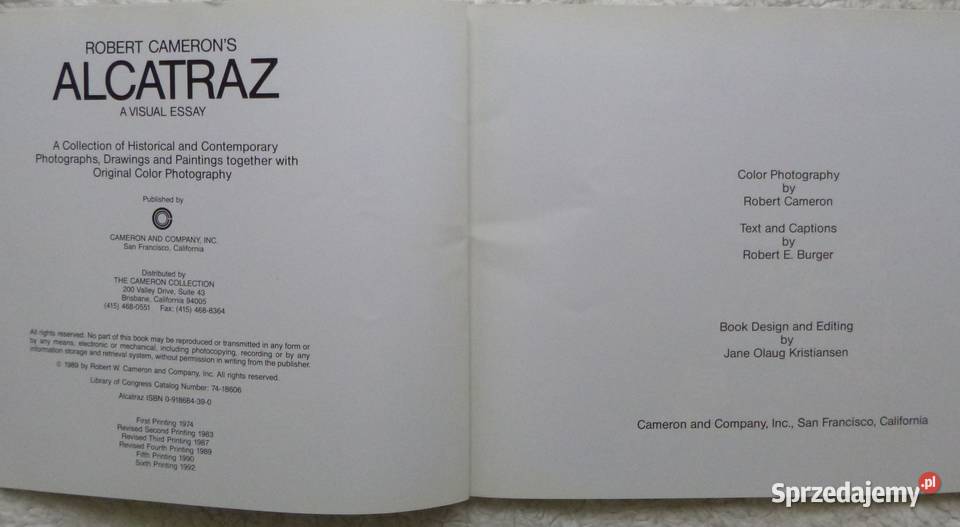 ROBERT CAMERON'S
ALCATRAZ
A VISUAL ESSAY
A Collection of Historical and Contemporary
Photographs, Drawings and Paintings together with
Original Color Photography
Published by
CAMERON AND COMPANY, INC.
San Francisco, California
Distributed by
THE CAMERON COLLECTION
200 Valley Drive, Suite 43
Brisbane, California 94005
(415) 468-0551 Fax: (415) 468-8364
All rights reserved. No part of this book may be reproduced or transmitted in any form or
by any means, electronic or mechanical, including photocopying, recording or by any
information storage and retrieval system, without permission in writing from the publisher.
© 1989 by Robert W. Cameron and Company, Inc. All rights reserved.
Library of Congress Catalog Number: 74-18606
Alcatraz ISBN 0-918684-39-0
First Printing 1974
Revised Second Printing 1983
Revised Third Printing 1987
Revised Fourth Printing 1989
Fifth Printing 1990
Sixth Printing 1992
Color Photography
by
Robert Cameron
Text and Captions
by
Robert E. Burger
Book Design and Editing
by
Jane Olaug Kristiansen
Cameron and Company, Inc., San Francisco, California
Sprzedajemy.pl